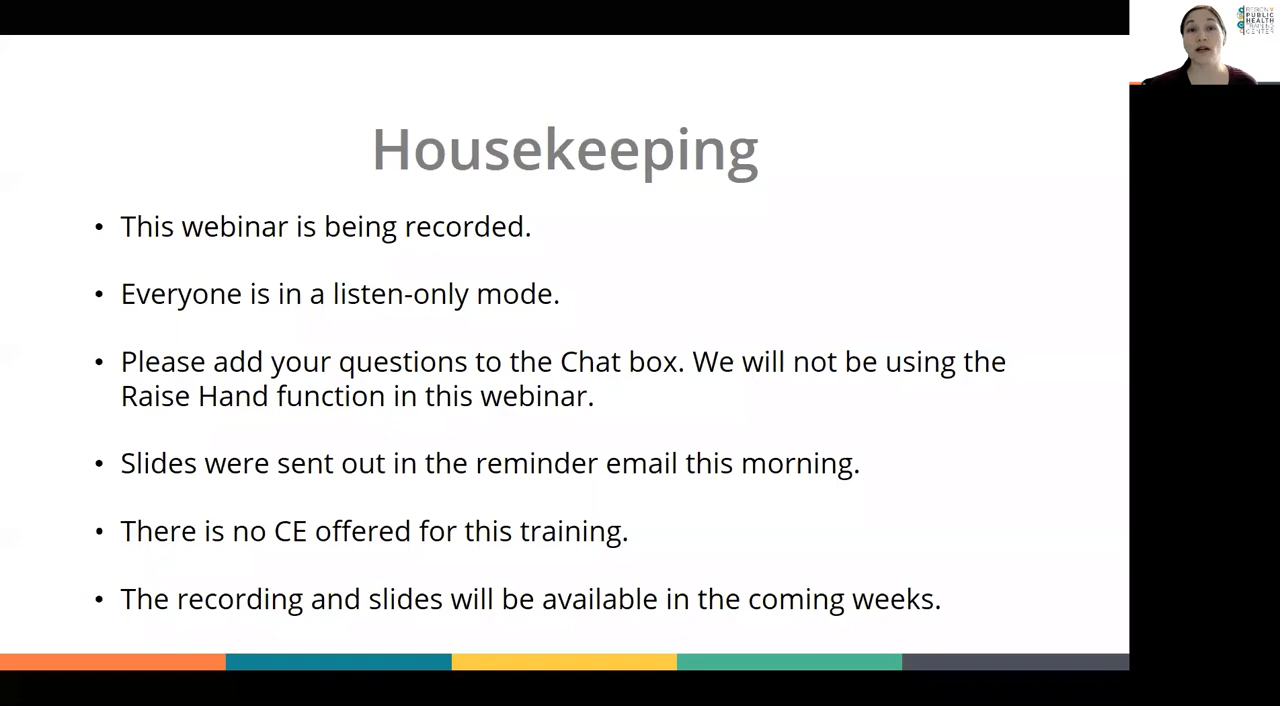 REGION V
PUBLIC
HEALTH
TRAINING
CENTER
Housekeeping
• This webinar is being recorded.
• Everyone is in a listen-only mode.
• Please add your questions to the Chat box. We will not be using the
Raise Hand function in this webinar.
• Slides were sent out in the reminder email this morning.
• There is no CE offered for this training.
• The recording and slides will be available in the coming weeks.